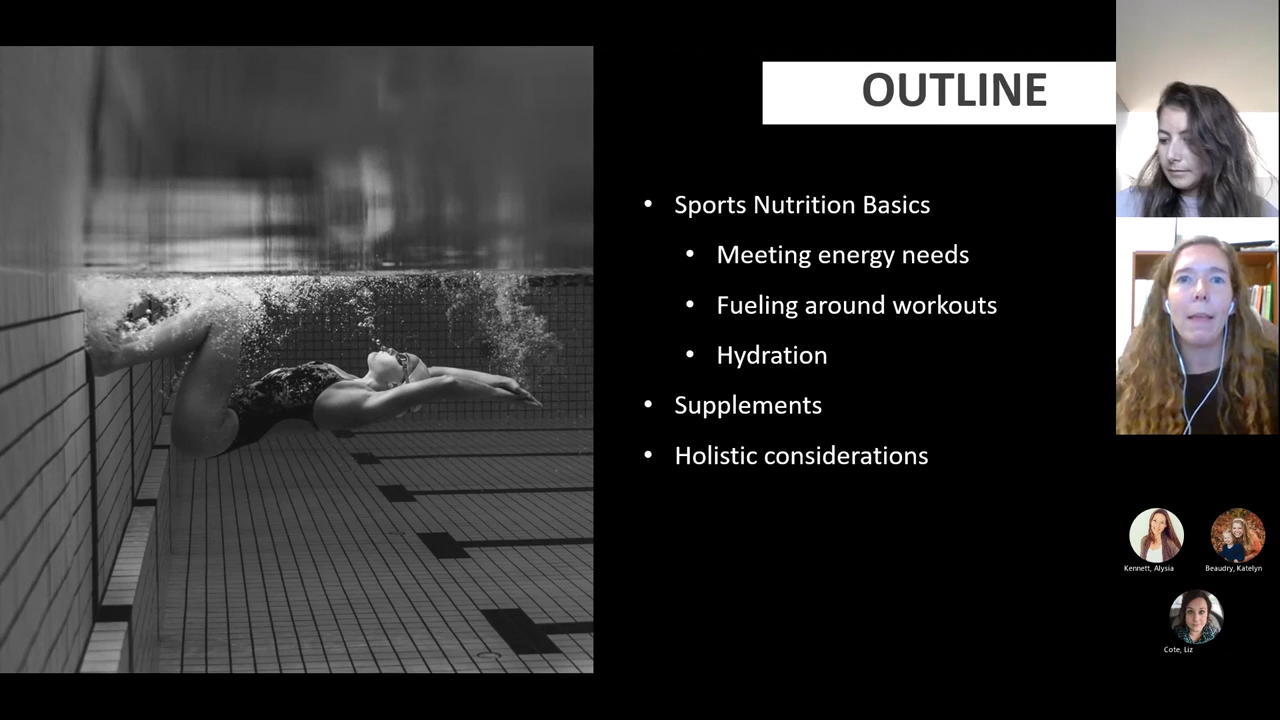 OUTLINE
• Sports Nutrition Basics
• Meeting energy needs
• Fueling around workouts
• Hydration
• Supplements
• Holistic considerations
Kennett, Alysia
Beaudry, Katelyn
Cote, Liz